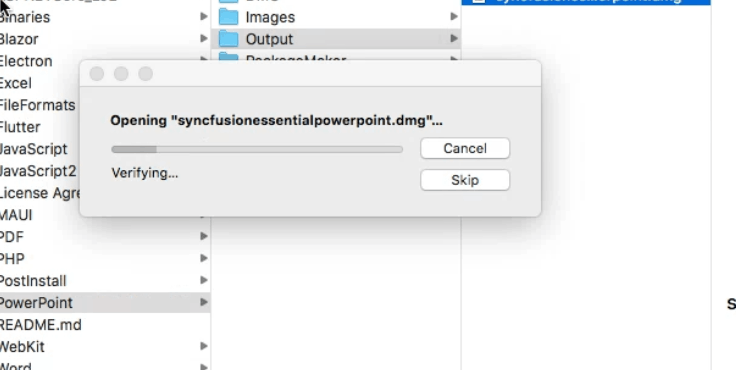 Binaries
Blazor
Electron
Excel
FileFormats
Flutter
JavaScript
JavaScript2
License Agre
MAUI
PDF
PHP
PostInstall
PowerPoint
README.md
WebKit
Word
Images
Output
PackageMaker
Opening "syncfusionessentialpowerpoint.dmg"...
Verifying...
Cancel
Skip
S